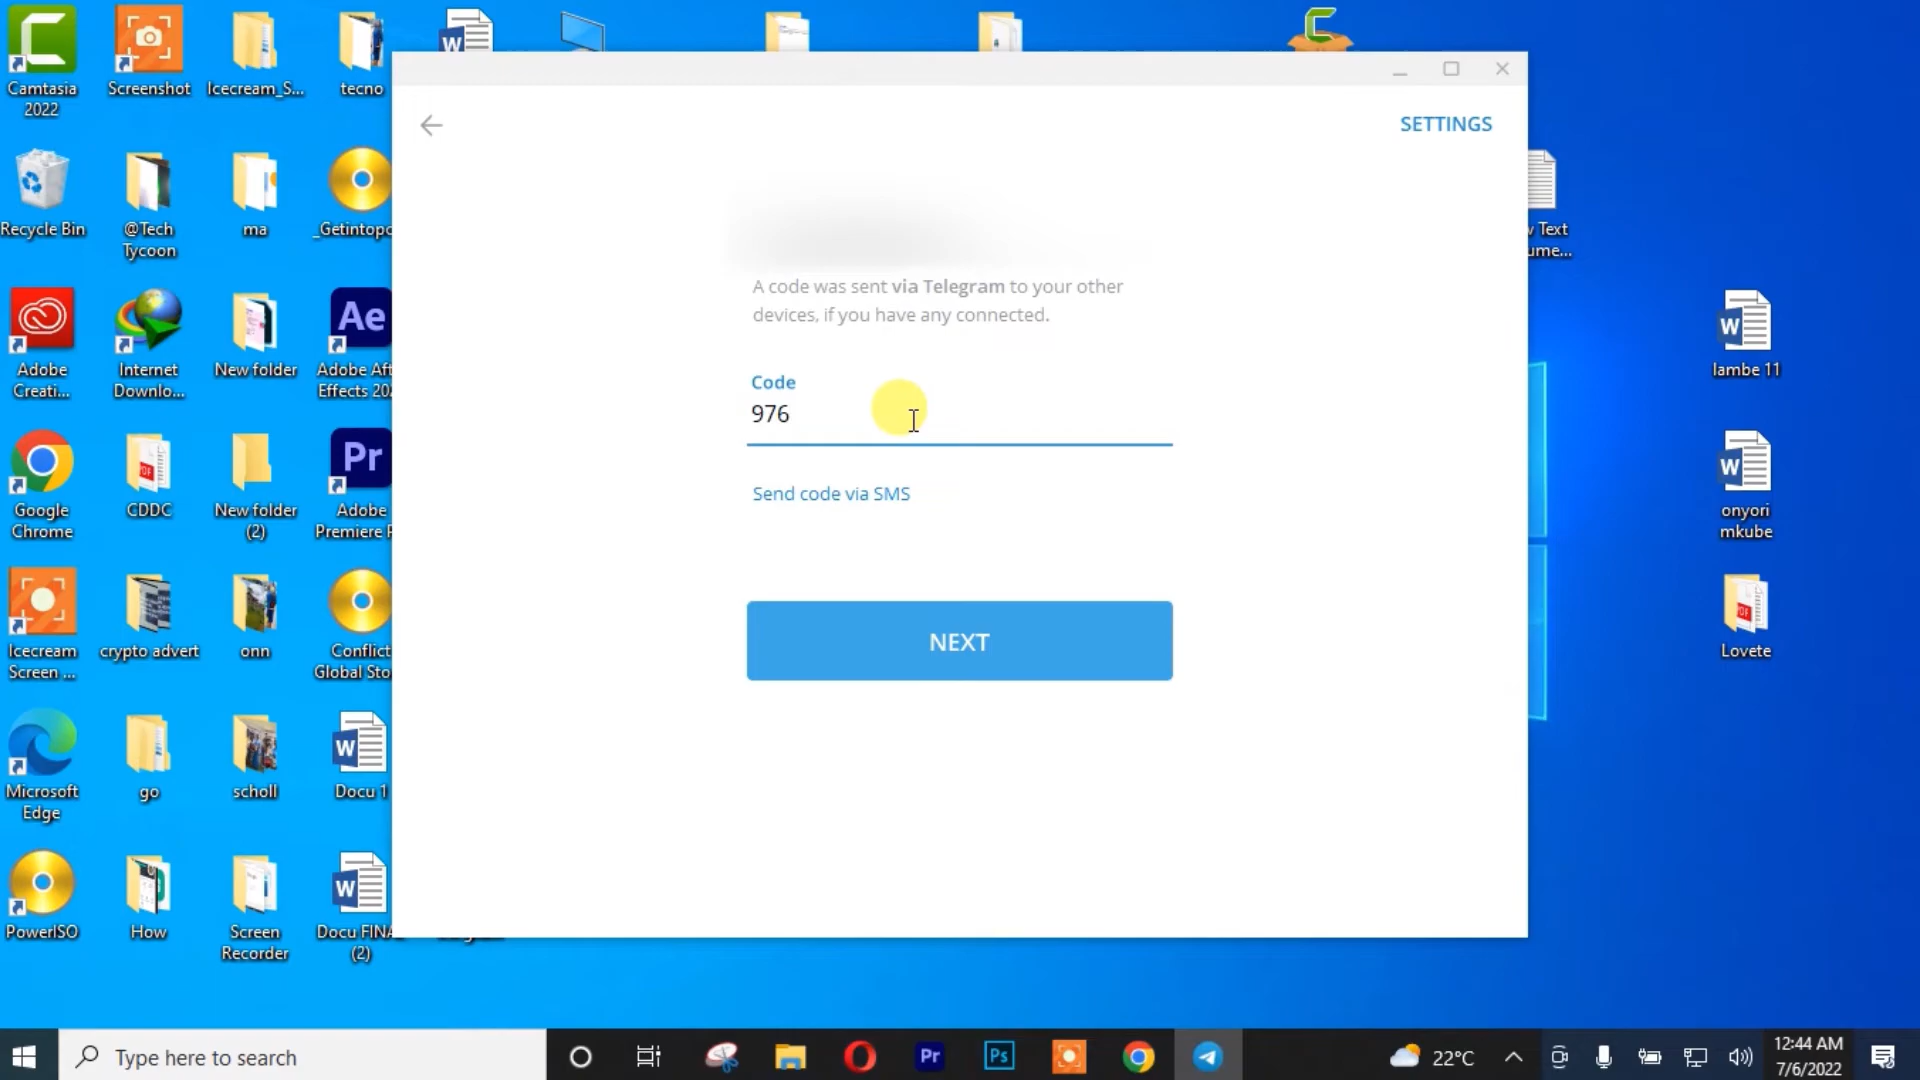 Camtasia
2022
Screenshot
Icecream_S...
tecno
SETTINGS
Recycle Bin
@Tech
Tycoon
ma
_Getintopc
A code was sent via Telegram to your other
devices, if you have any connected.
Code
976
Send code via SMS
NEXT
Adobe
Creati...
Internet
Downlo...
New folder
Adobe Aft
Effects 202
Ae
Google
Chrome
CDDC
New folder
(2)
Adobe
Premiere P
Pr
Icecream
Screen ...
crypto advert
onn
Conflict
Global Sto
Microsoft
Edge
go
scholl
Docu 1
PowerISO
How
Screen
Recorder
Docu FINA
(2)
v Text
ume...
lambe 11
onyori
mkube
Lovete
Type here to search
Pr
Ps
22°C
12:44 AM
7/6/2022